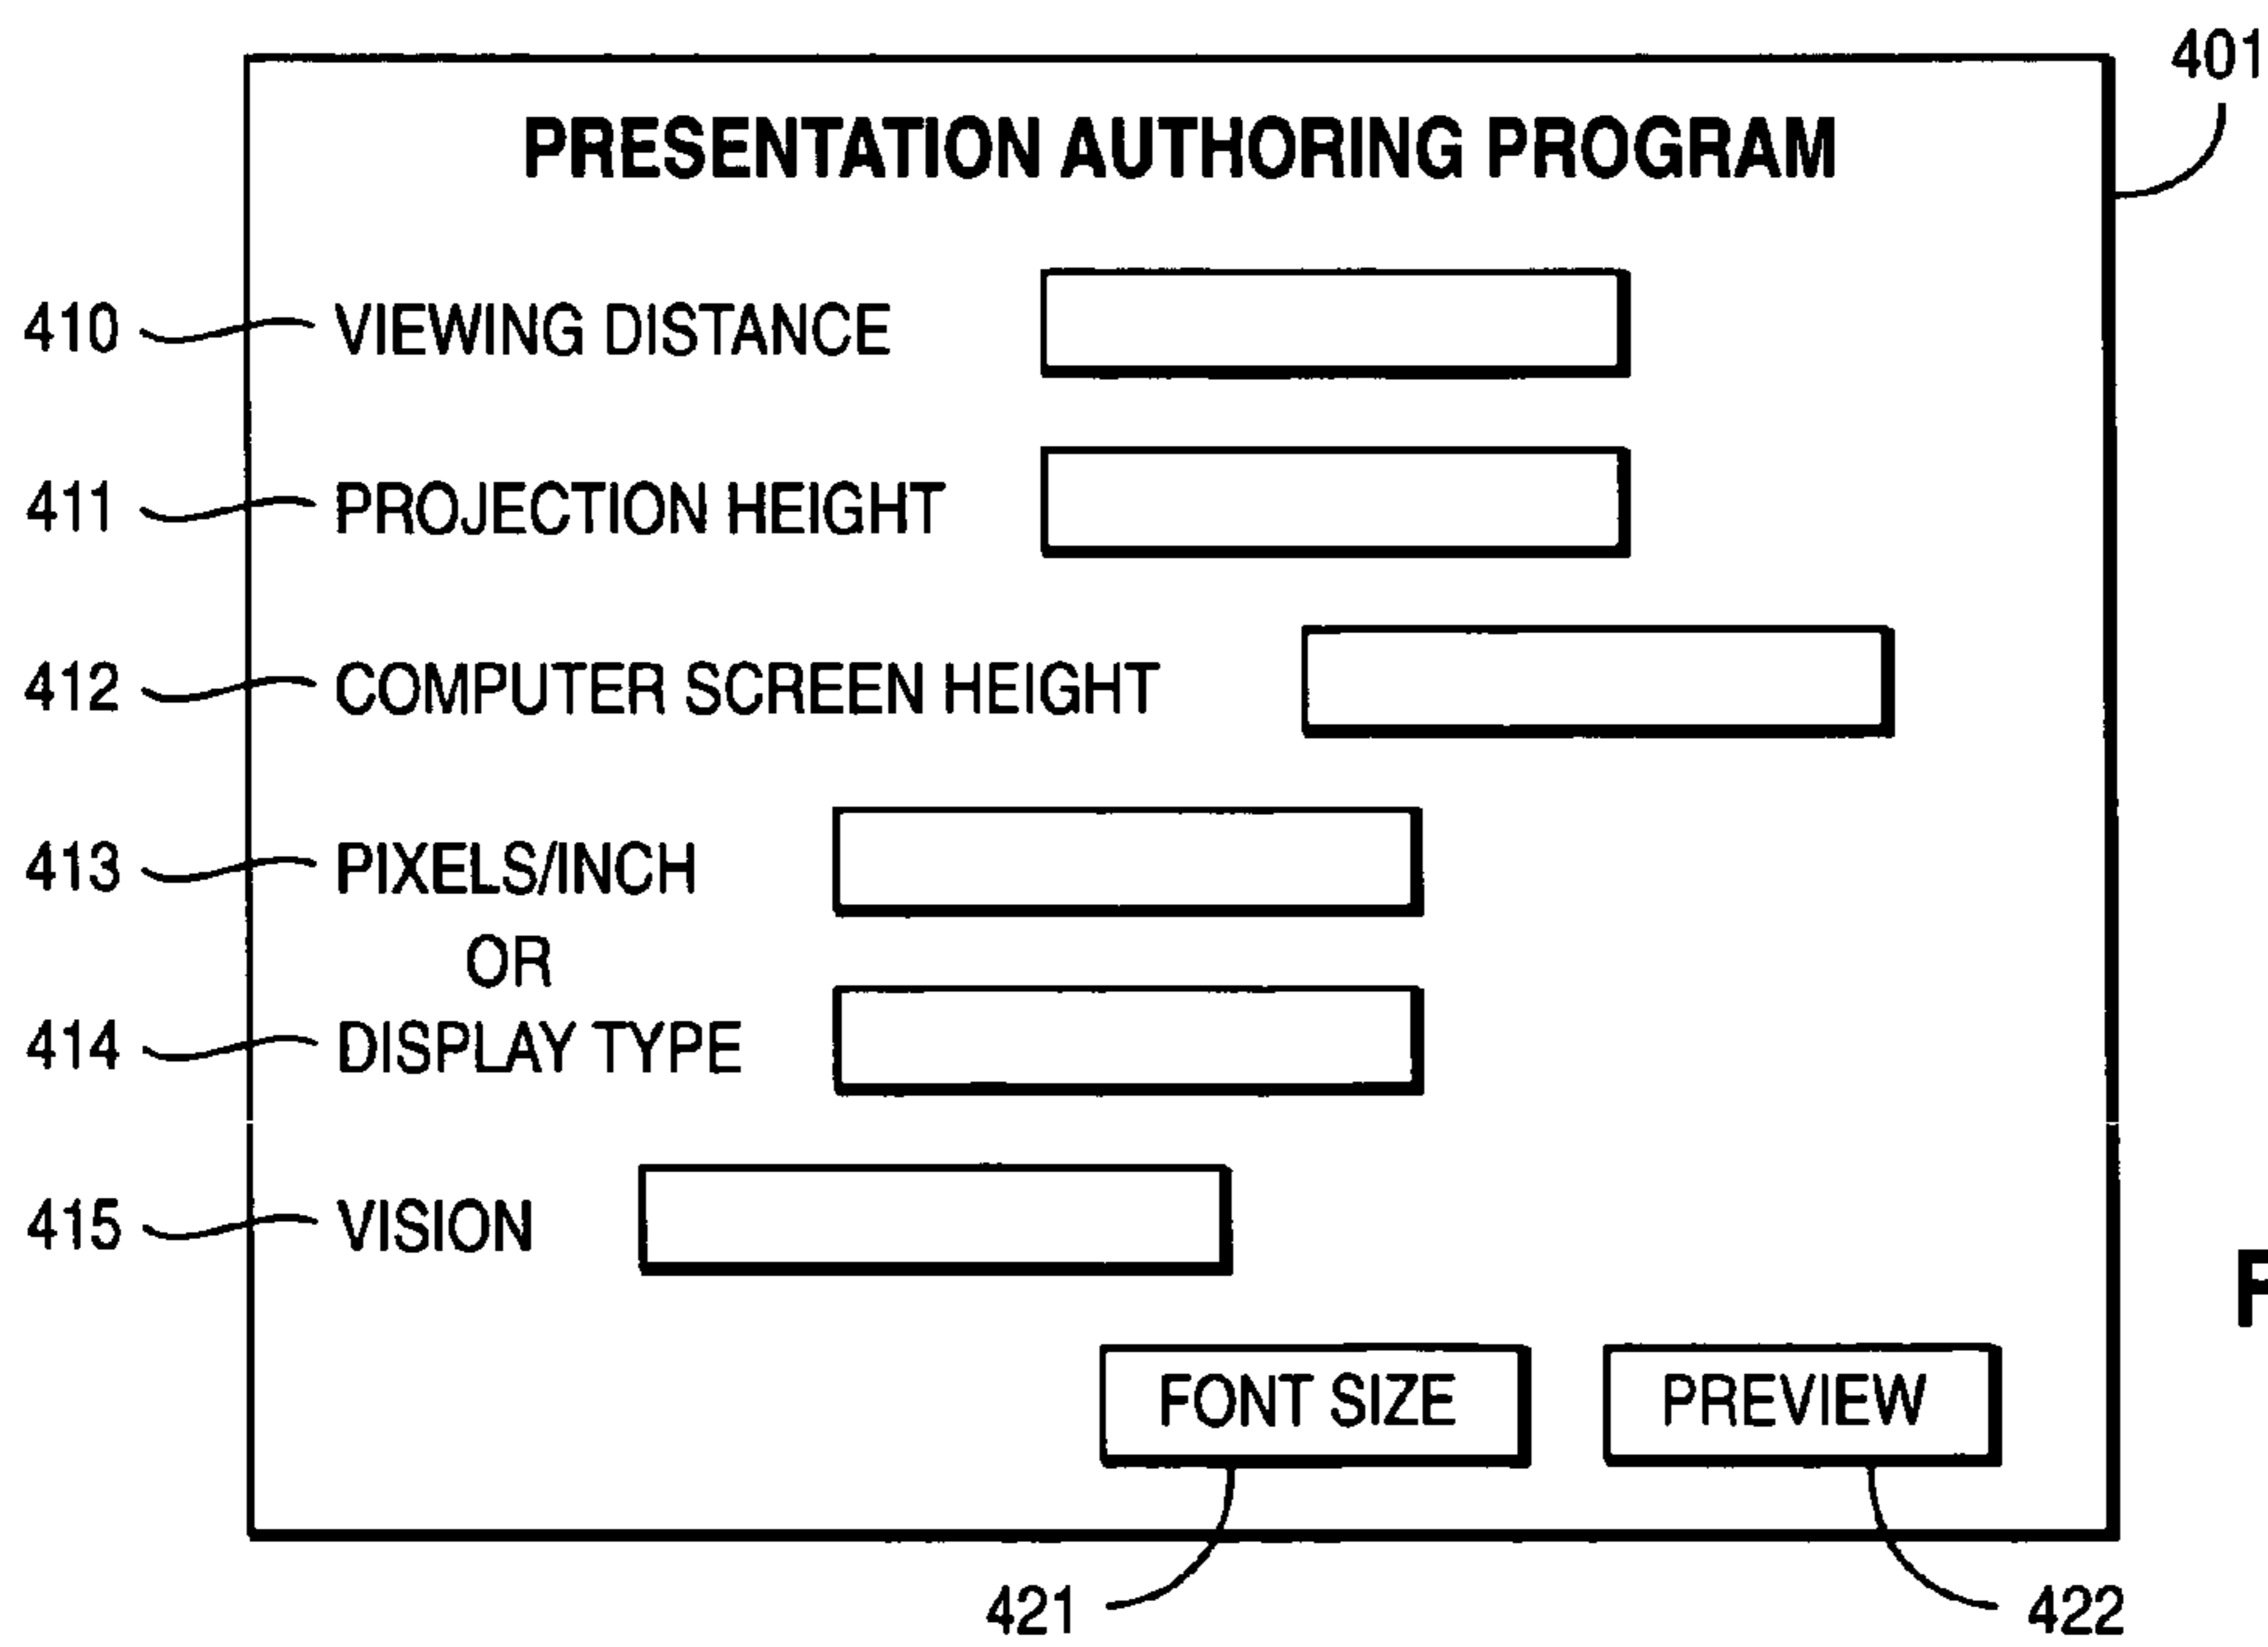 401
PRESENTATION AUTHORING PROGRAM
410 VIEWING DISTANCE
411 PROJECTION HEIGHT
412 COMPUTER SCREEN HEIGHT
413 PIXELS/INCH
OR
414 DISPLAY TYPE
415 VISION
FONT SIZE PREVIEW
421 422